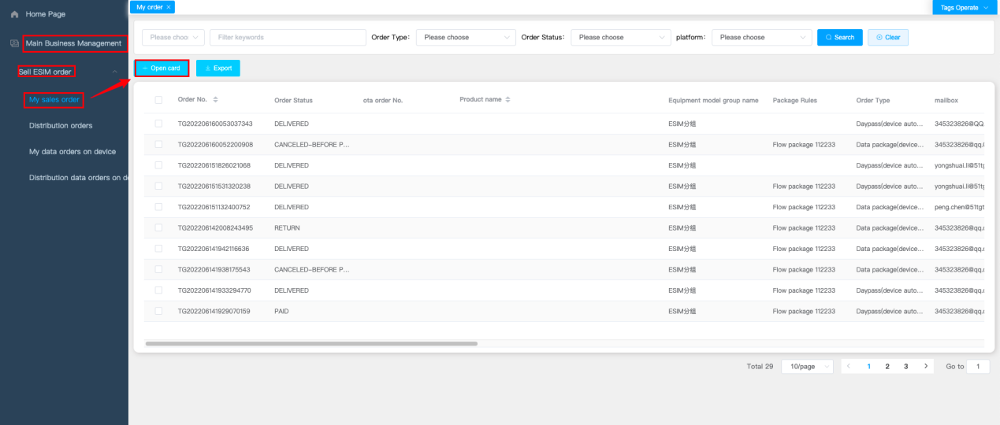 Home Page
Main Business Management
Sell ESIM order
My sales order
Distribution orders
My data orders on device
Distribution data orders on de
My order ×
Tags Operate
Please choo Filter keywords Order Type: Please choose Order Status: Please choose platform: Please choose Search Clear
Open card Export
Order No. Order Status ota order No. Product name Equipment model group name Package Rules Order Type mailbox
TG202206160053037343 DELIVERED ESIM分组 Daypass(device auto... 345323826@QQ.
TG202206160052200908 CANCELED-BEFORE P... ESIM分组 Flow package 112233 Data package(device... 345323826@qq.
TG202206151826021068 DELIVERED ESIM分组 Daypass(device auto... yongshuai.li@51tg
TG202206151531320238 DELIVERED ESIM分组 Flow package 112233 Daypass(device auto... yongshuai.li@51tg
TG202206151132400752 DELIVERED ESIM分组 Flow package 112233 Data package(device... peng.chen@51tgt
TG202206142008243495 RETURN ESIM分组 Flow package 112233 Data package(device... 345323826@qq.
TG202206141942116636 DELIVERED ESIM分组 Flow package 112233 Data package(device... 345323826@qq.
TG202206141938175543 CANCELED-BEFORE P... ESIM分组 Flow package 112233 Data package(device... 345323826@qq.
TG202206141933294770 DELIVERED ESIM分组 Flow package 112233 Daypass(device auto... 345323826@qq.
TG202206141929070159 PAID ESIM分组 Flow package 112233 Daypass(device auto... 345323826@qq.
Total 29 10/page < 1 2 3 > Go to 1